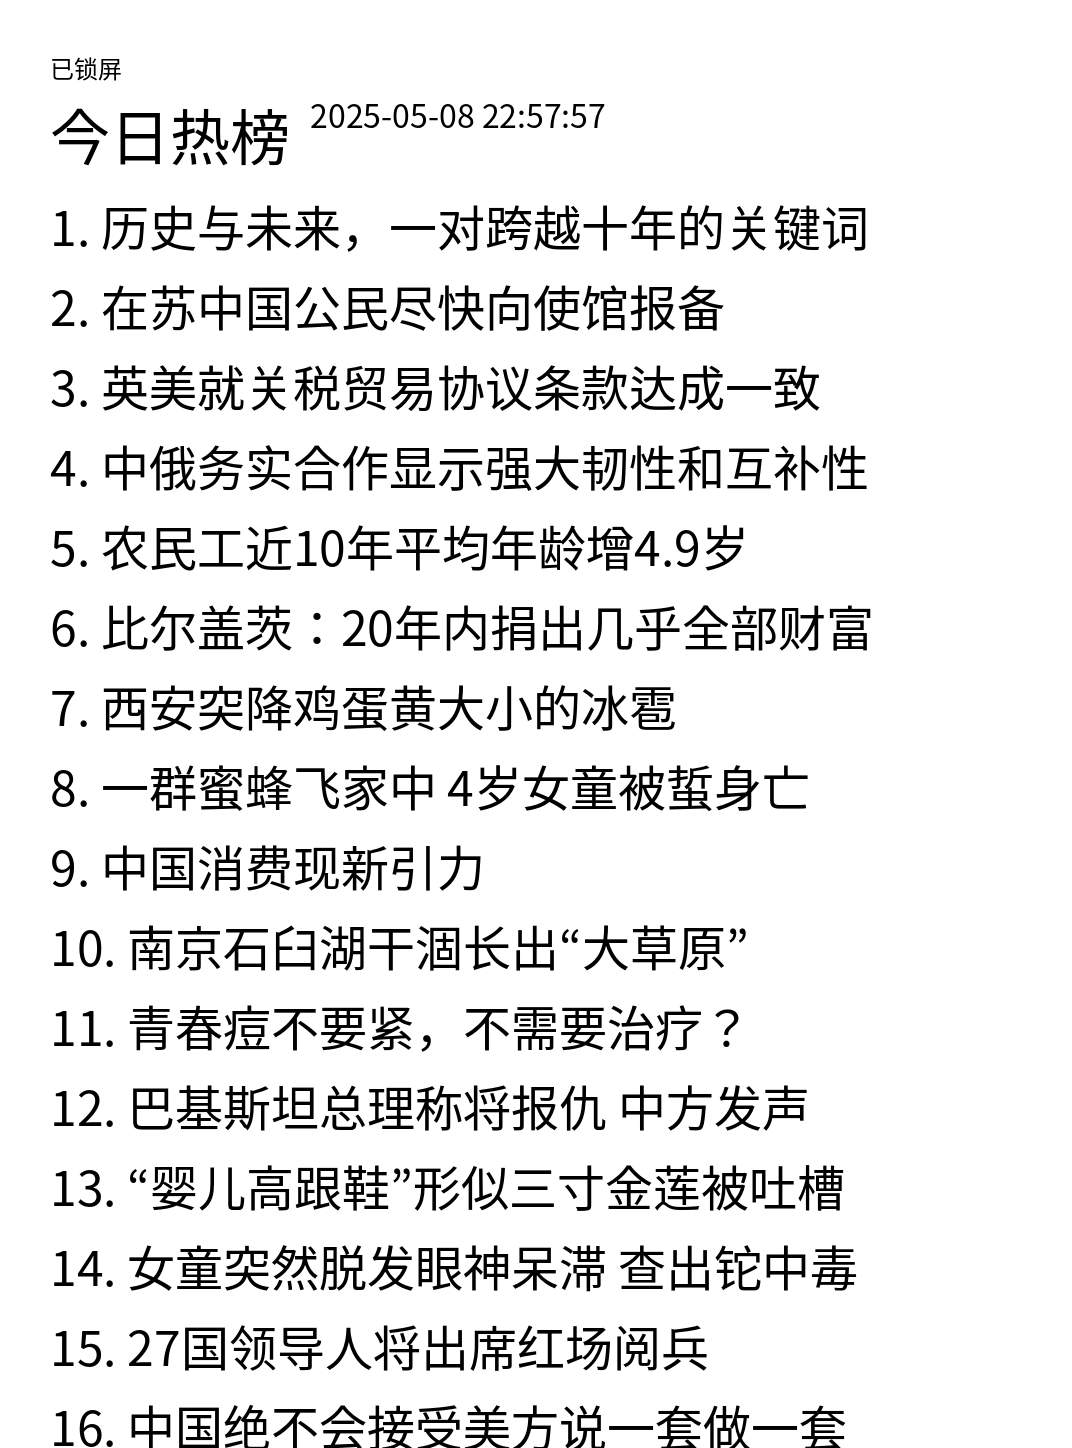 已锁屏
今日热榜 2025-05-08 22:57:57
1. 历史与未来，一对跨越十年的关键词
2. 在苏中国公民尽快向使馆报备
3. 英美就关税贸易协议条款达成一致
4. 中俄务实合作显示强大韧性和互补性
5. 农民工近10年平均年龄增4.9岁
6. 比尔盖茨：20年内捐出几乎全部财富
7. 西安突降鸡蛋黄大小的冰雹
8. 一群蜜蜂飞家中 4岁女童被蜇身亡
9. 中国消费现新引力
10. 南京石臼湖干涸长出“大草原”
11. 青春痘不要紧，不需要治疗？
12. 巴基斯坦总理称将报仇 中方发声
13. “婴儿高跟鞋”形似三寸金莲被吐槽
14. 女童突然脱发眼神呆滞 查出铊中毒
15. 27国领导人将出席红场阅兵
16. 中国绝不会接受美方说一套做一套